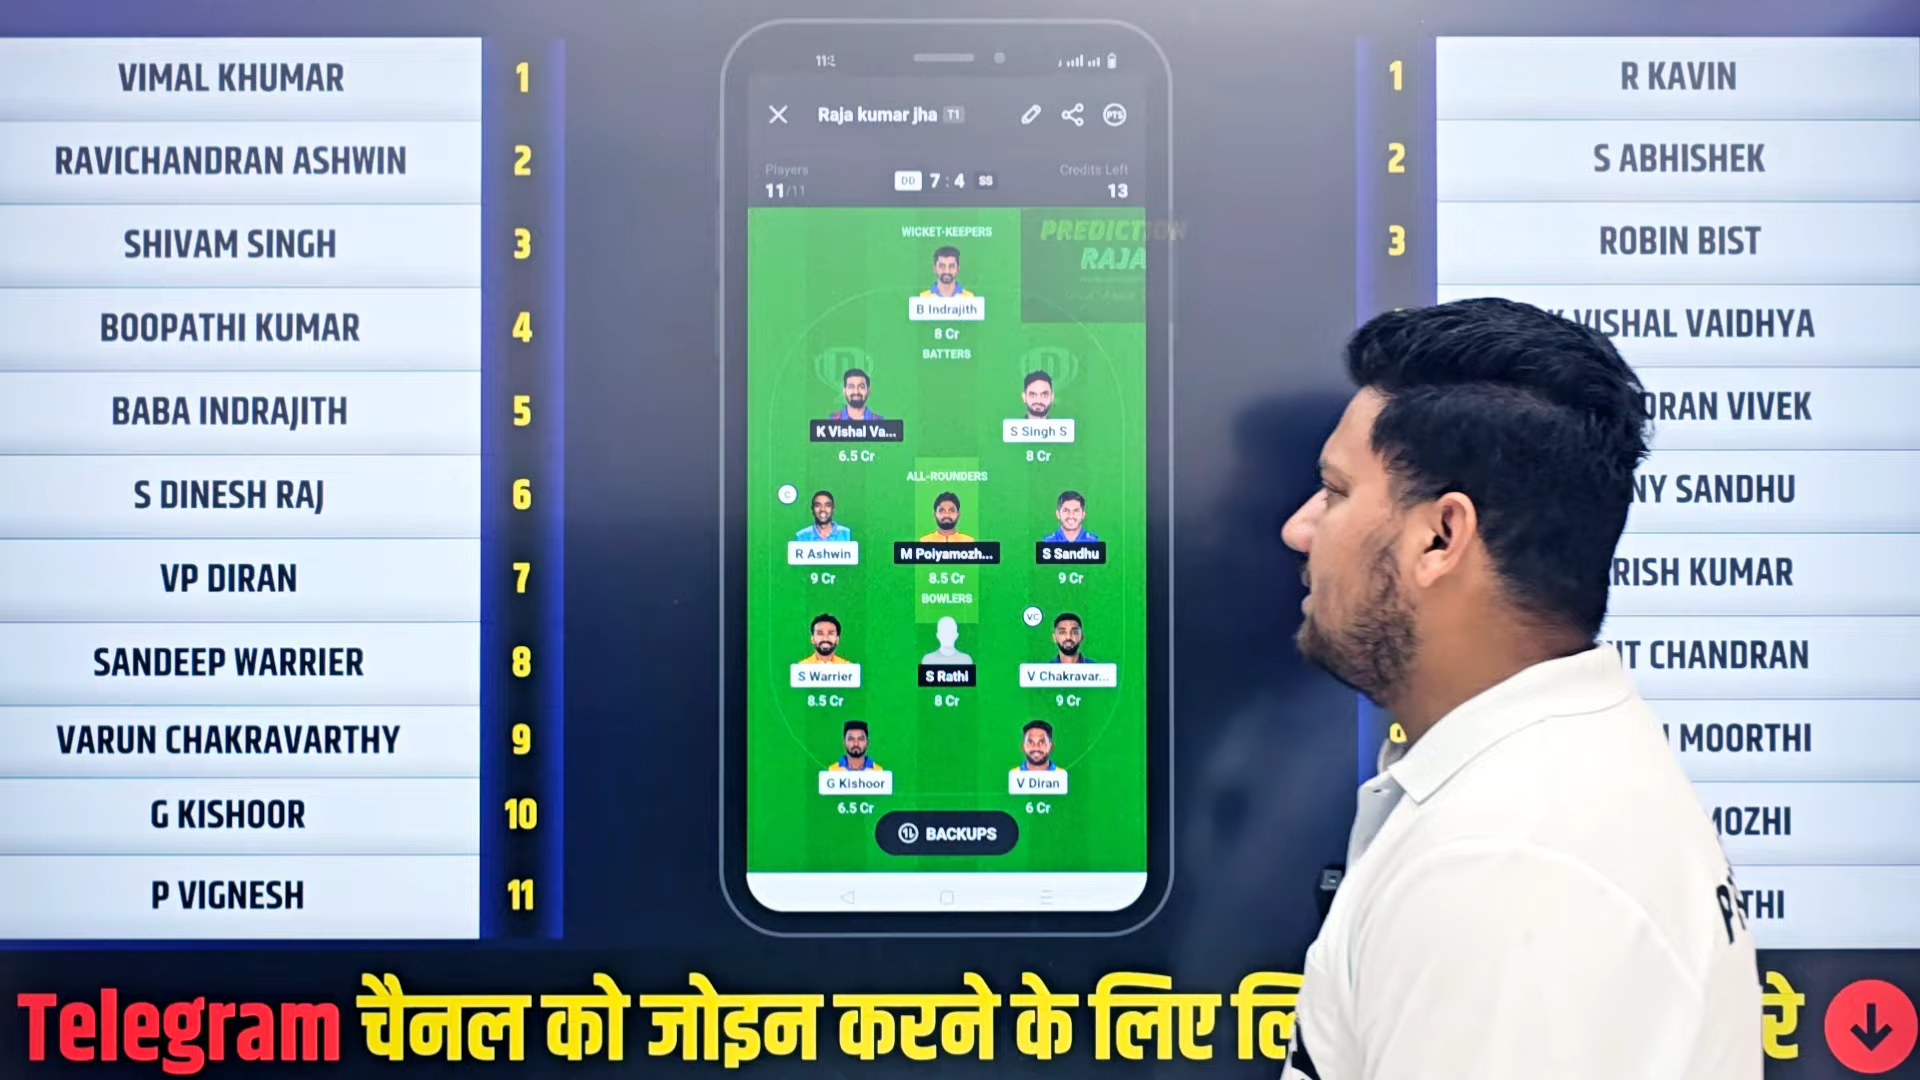 VIMAL KHUMAR 1
RAVICHANDRAN ASHWIN 2
SHIVAM SINGH 3
BOOPATHI KUMAR 4
BABA INDRAJITH 5
S DINESH RAJ 6
VP DIRAN 7
SANDEEP WARRIER 8
VARUN CHAKRAVARTHY 9
G KISHOOR 10
P VIGNESH 11
Raja kumar jha T1
PTS
Players
11/11
DD 7 : 4 SS
Credits Left
13
PREDICTION
RAJA
WICKET-KEEPERS
B Indrajith
8 Cr
BATTERS
K Vishal Va... S Singh S
6.5 Cr 8 Cr
ALL-ROUNDERS
C
R Ashwin M Poiyamozh... S Sandhu
9 Cr 8.5 Cr 9 Cr
BOWLERS
VC
S Warrier S Rathi V Chakravar...
8.5 Cr 8 Cr 9 Cr
G Kishoor V Diran
6.5 Cr 6 Cr
BACKUPS
1 R KAVIN
2 S ABHISHEK
3 ROBIN BIST
VISHAL VAIDHYA
ORAN VIVEK
NY SANDHU
RISH KUMAR
IT CHANDRAN
MOORTHI
MOZHI
THI
Telegram चैनल को जोइन करने के लिए लि
रे